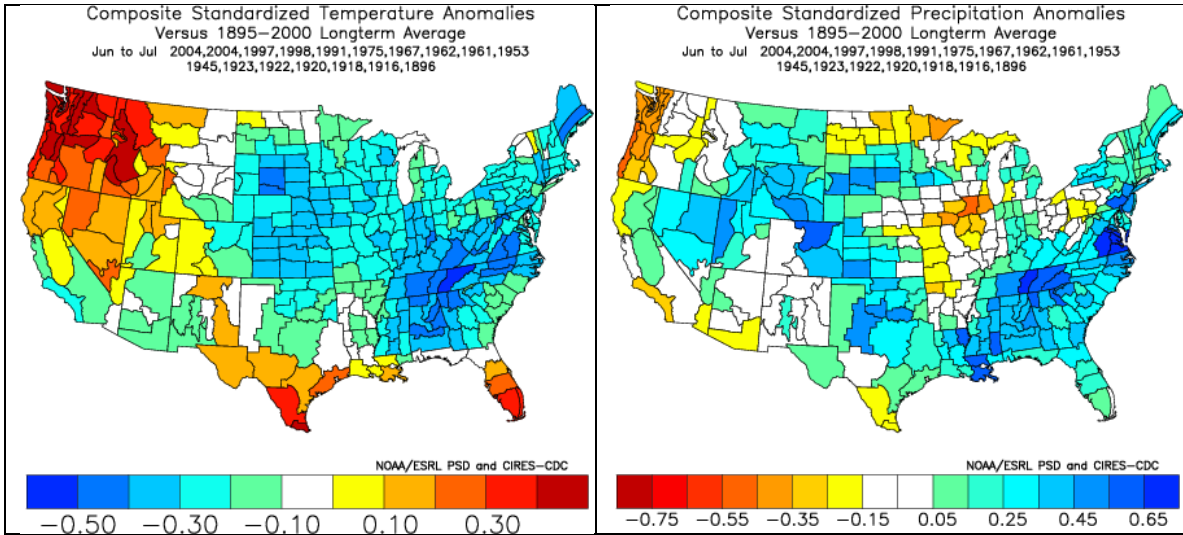 Composite Standardized Temperature Anomalies
Versus 1895-2000 Longterm Average
Jun to Jul 2004,2004,1997,1998,1991,1975,1967,1962,1961,1953
1945,1923,1922,1920,1918,1916,1896
NOAA/ESRL PSD and CIRES-CDC
-0.50 -0.30 -0.10 0.10 0.30
Composite Standardized Precipitation Anomalies
Versus 1895-2000 Longterm Average
Jun to Jul 2004,2004,1997,1998,1991,1975,1967,1962,1961,1953
1945,1923,1922,1920,1918,1916,1896
NOAA/ESRL PSD and CIRES-CDC
-0.75 -0.55 -0.35 -0.15 0.05 0.25 0.45 0.65